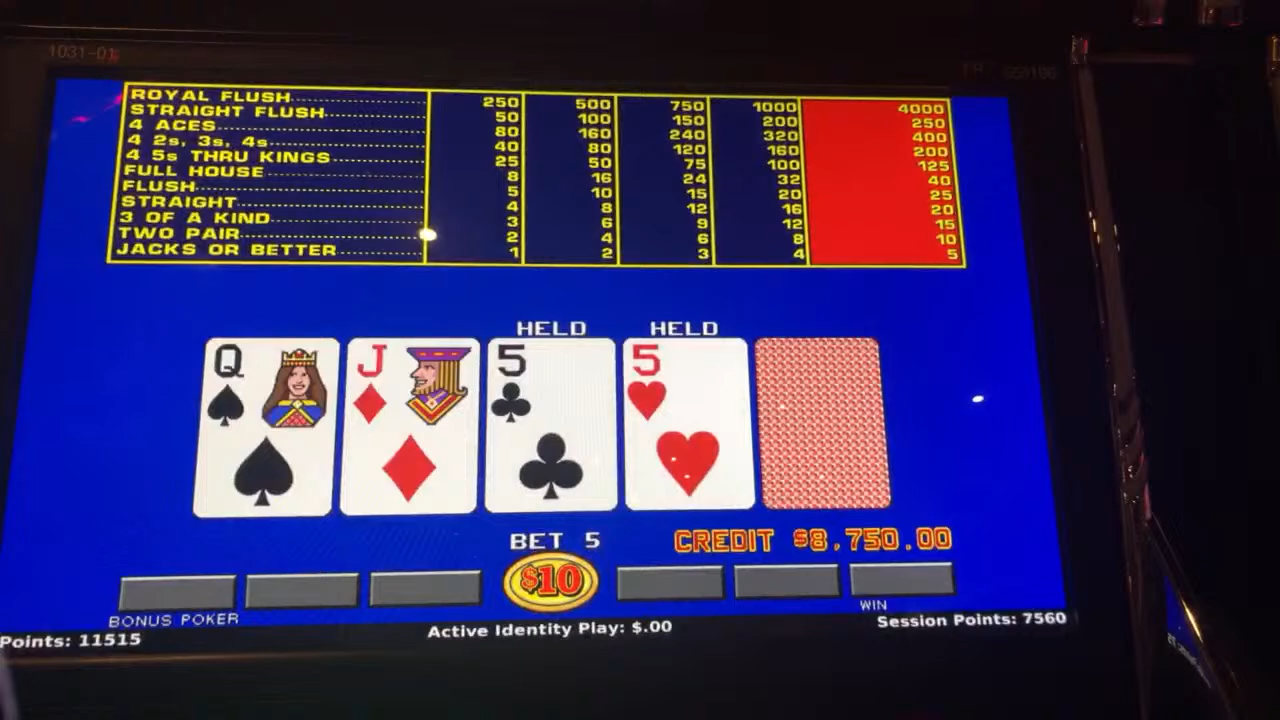 1031-01
ROYAL FLUSH 250 500 750 1000 4000
STRAIGHT FLUSH 50 100 150 200 250
4 ACES 80 160 240 320 400
4 2s, 3s, 4s 40 80 120 160 200
4 5s THRU KINGS 25 50 75 100 125
FULL HOUSE 8 16 24 32 40
FLUSH 5 10 15 20 25
STRAIGHT 4 8 12 16 20
3 OF A KIND 3 6 9 12 15
TWO PAIR 2 4 6 8 10
JACKS OR BETTER 1 2 3 4 5
HELD HELD
Q J 5 5
BET 5 CREDIT $8,750.00
$10
BONUS POKER WIN
Points: 11515 Active Identity Play: $.00 Session Points: 7560